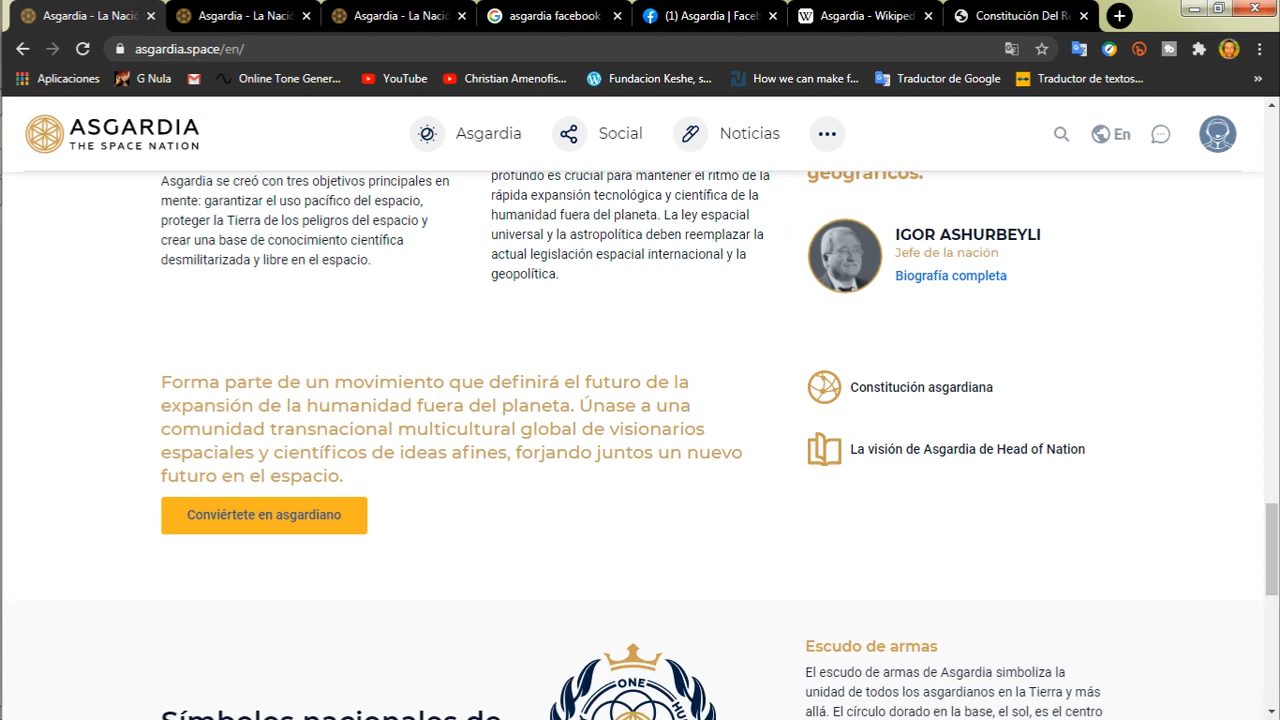 Asgardia - La Naci
Asgardia - La Naci
Asgardia - La Naci
asgardia facebook
(1) Asgardia | Faceb
Asgardia - Wikiped
Constitución Del Re
asgardia.space/en/
Aplicaciones
G Nula
Online Tone Gener...
YouTube
Christian Amenofis...
Fundacion Keshe, s...
How we can make f...
Traductor de Google
Traductor de textos...
»
ASGARDIA
THE SPACE NATION
Asgardia
Social
Noticias
En
Asgardia se creó con tres objetivos principales en
mente: garantizar el uso pacífico del espacio,
proteger la Tierra de los peligros del espacio y
crear una base de conocimiento científica
desmilitarizada y libre en el espacio.
profundo es crucial para mantener el ritmo de la
rápida expansión tecnológica y científica de la
humanidad fuera del planeta. La ley espacial
universal y la astropolítica deben reemplazar la
actual legislación espacial internacional y la
geopolítica.
geográficos.
IGOR ASHURBEYLI
Jefe de la nación
Biografía completa
Forma parte de un movimiento que definirá el futuro de la
expansión de la humanidad fuera del planeta. Únase a una
comunidad transnacional multicultural global de visionarios
espaciales y científicos de ideas afines, forjando juntos un nuevo
futuro en el espacio.
Conviértete en asgardiano
Constitución asgardiana
La visión de Asgardia de Head of Nation
Símbolos nacionales de
ONE
HU
Escudo de armas
El escudo de armas de Asgardia simboliza la
unidad de todos los asgardianos en la Tierra y más
allá. El círculo dorado en la base, el sol, es el centro